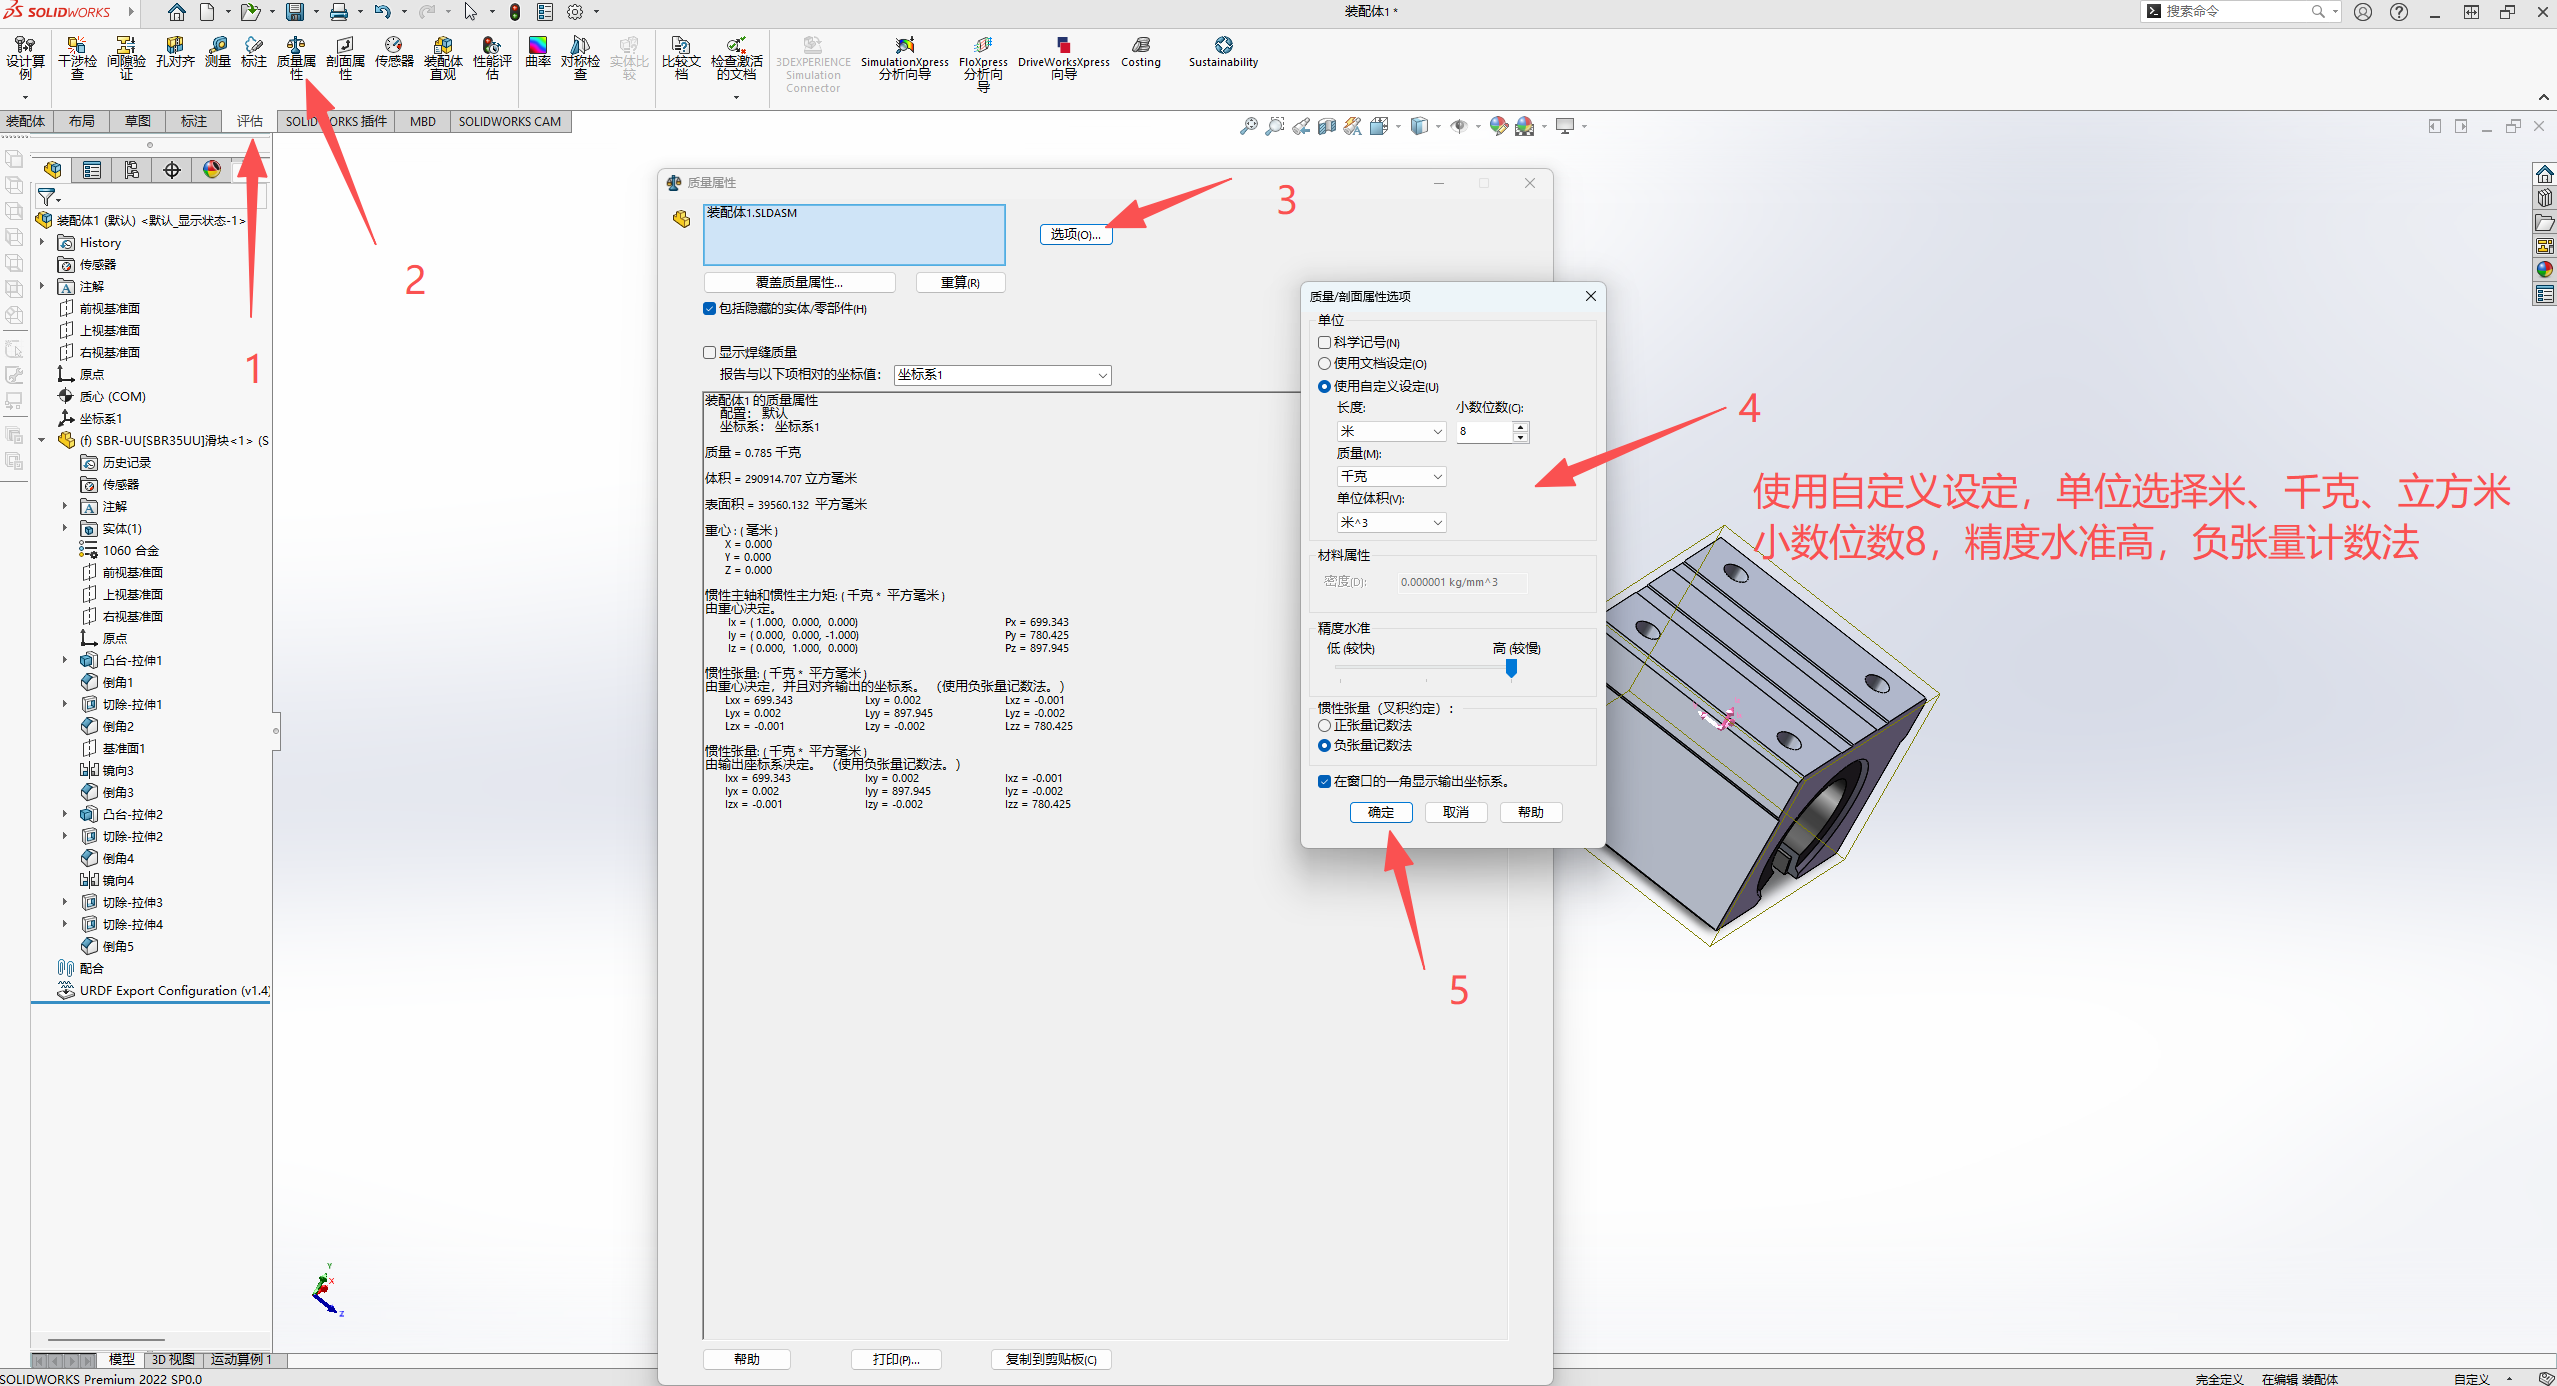 SOLIDWORKS
装配体1 *
搜索命令
设计算例
干涉检查
间隙验证
孔对齐
测量
标注
质量属性
剖面属性
传感器
装配体直观
性能评估
曲率
对称检查
实体比较
比较文档
检查激活的文档
3DEXPERIENCE Simulation Connector
SimulationXpress 分析向导
FloXpress 分析向导
DriveWorksXpress 向导
Costing
Sustainability
装配体
布局
草图
标注
评估
SOLIDWORKS 插件
MBD
SOLIDWORKS CAM
装配体1 (默认) <默认_显示状态-1>
History
传感器
注解
前视基准面
上视基准面
右视基准面
原点
质心 (COM)
坐标系1
(f) SBR-UU[SBR35UU]滑块<1> (S
历史记录
传感器
注解
实体(1)
1060 合金
前视基准面
上视基准面
右视基准面
原点
凸台-拉伸1
倒角1
切除-拉伸1
倒角2
基准面1
镜向3
倒角3
凸台-拉伸2
切除-拉伸2
倒角4
镜向4
切除-拉伸3
切除-拉伸4
倒角5
配合
URDF Export Configuration (v1.4)
1
2
3
4
5
质量属性
装配体1.SLDASM
选项(O)...
覆盖质量属性...
重算(R)
包括隐藏的实体/零部件(H)
显示焊缝质量
报告与以下项相对的坐标值:
坐标系1
装配体1 的质量属性
配置: 默认
坐标系: 坐标系1
质量 = 0.785 千克
体积 = 290914.707 立方毫米
表面积 = 39560.132 平方毫米
重心 : ( 毫米 )
X = 0.000
Y = 0.000
Z = 0.000
惯性主轴和惯性主力矩: ( 千克 * 平方毫米 )
由重心决定。
Ix = ( 1.000, 0.000, 0.000) Px = 699.343
Iy = ( 0.000, 0.000, -1.000) Py = 780.425
Iz = ( 0.000, 1.000, 0.000) Pz = 897.945
惯性张量: ( 千克 * 平方毫米 )
由重心决定，并且对齐输出的坐标系。 (使用负张量记数法。)
Lxx = 699.343 Lxy = 0.002 Lxz = -0.001
Lyx = 0.002 Lyy = 897.945 Lyz = -0.002
Lzx = -0.001 Lzy = -0.002 Lzz = 780.425
惯性张量: ( 千克 * 平方毫米 )
由输出座标系决定。 (使用负张量记数法。)
Ixx = 699.343 Ixy = 0.002 Ixz = -0.001
Iyx = 0.002 Iyy = 897.945 Iyz = -0.002
Izx = -0.001 Izy = -0.002 Izz = 780.425
帮助
打印(P)...
复制到剪贴板(C)
质量/剖面属性选项
单位
科学记号(N)
使用文档设定(O)
使用自定义设定(U)
长度: 小数位数(C):
米 8
质量(M):
千克
单位体积(V):
米^3
材料属性
密度(D): 0.000001 kg/mm^3
精度水准
低 (较快) 高 (较慢)
惯性张量（叉积约定）:
正张量记数法
负张量记数法
在窗口的一角显示输出坐标系。
确定
取消
帮助
使用自定义设定，单位选择米、千克、立方米
小数位数8，精度水准高，负张量计数法
Y
X
Z
模型
3D 视图
运动算例 1
SOLIDWORKS Premium 2022 SP0.0
完全定义
在编辑 装配体
自定义